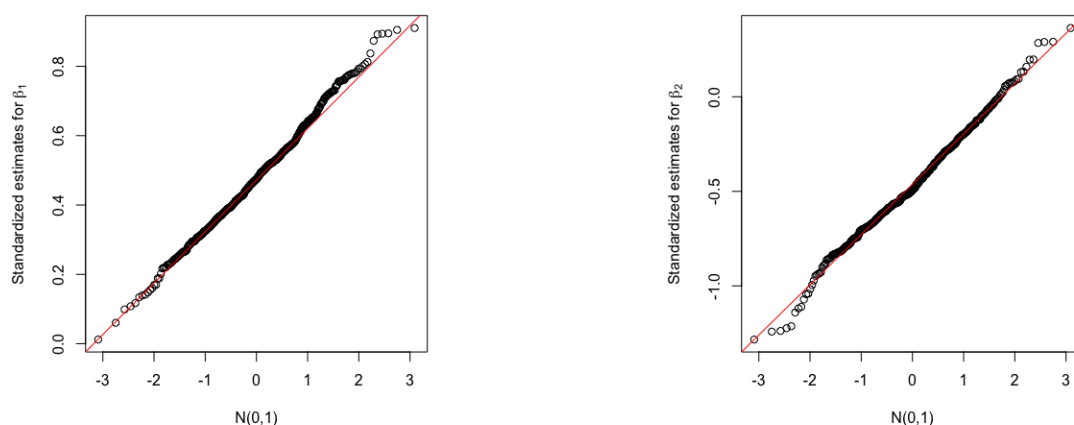 Standardized estimates for β1
0.0 0.2 0.4 0.6 0.8
-3 -2 -1 0 1 2 3
N(0,1)
Standardized estimates for β2
-1.0 -0.5 0.0
-3 -2 -1 0 1 2 3
N(0,1)